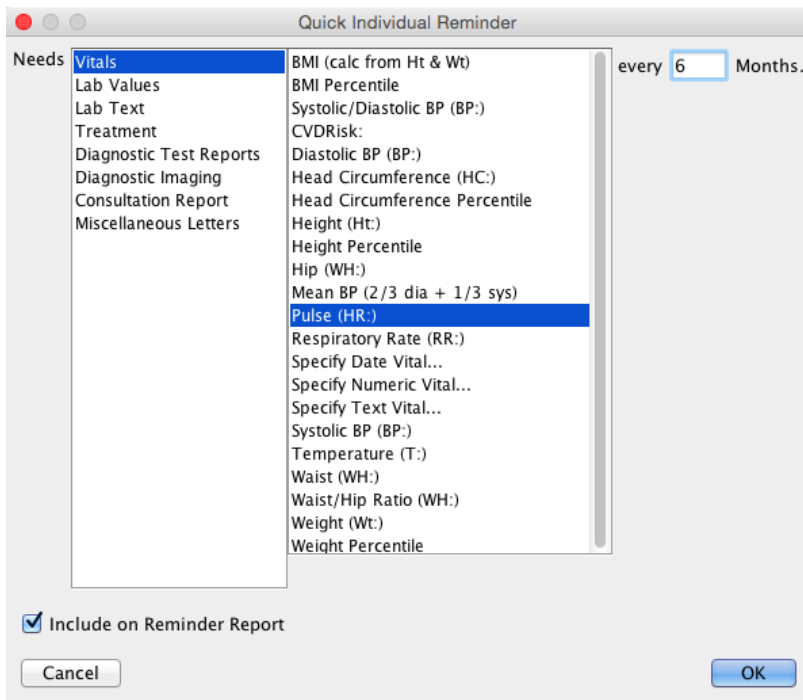 Quick Individual Reminder
Needs
Vitals
Lab Values
Lab Text
Treatment
Diagnostic Test Reports
Diagnostic Imaging
Consultation Report
Miscellaneous Letters
BMI (calc from Ht & Wt)
BMI Percentile
Systolic/Diastolic BP (BP:)
CVDRisk:
Diastolic BP (BP:)
Head Circumference (HC:)
Head Circumference Percentile
Height (Ht:)
Height Percentile
Hip (WH:)
Mean BP (2/3 dia + 1/3 sys)
Pulse (HR:)
Respiratory Rate (RR:)
Specify Date Vital...
Specify Numeric Vital...
Specify Text Vital...
Systolic BP (BP:)
Temperature (T:)
Waist (WH:)
Waist/Hip Ratio (WH:)
Weight (Wt:)
Weight Percentile
every 6 Months.
Include on Reminder Report
Cancel
OK